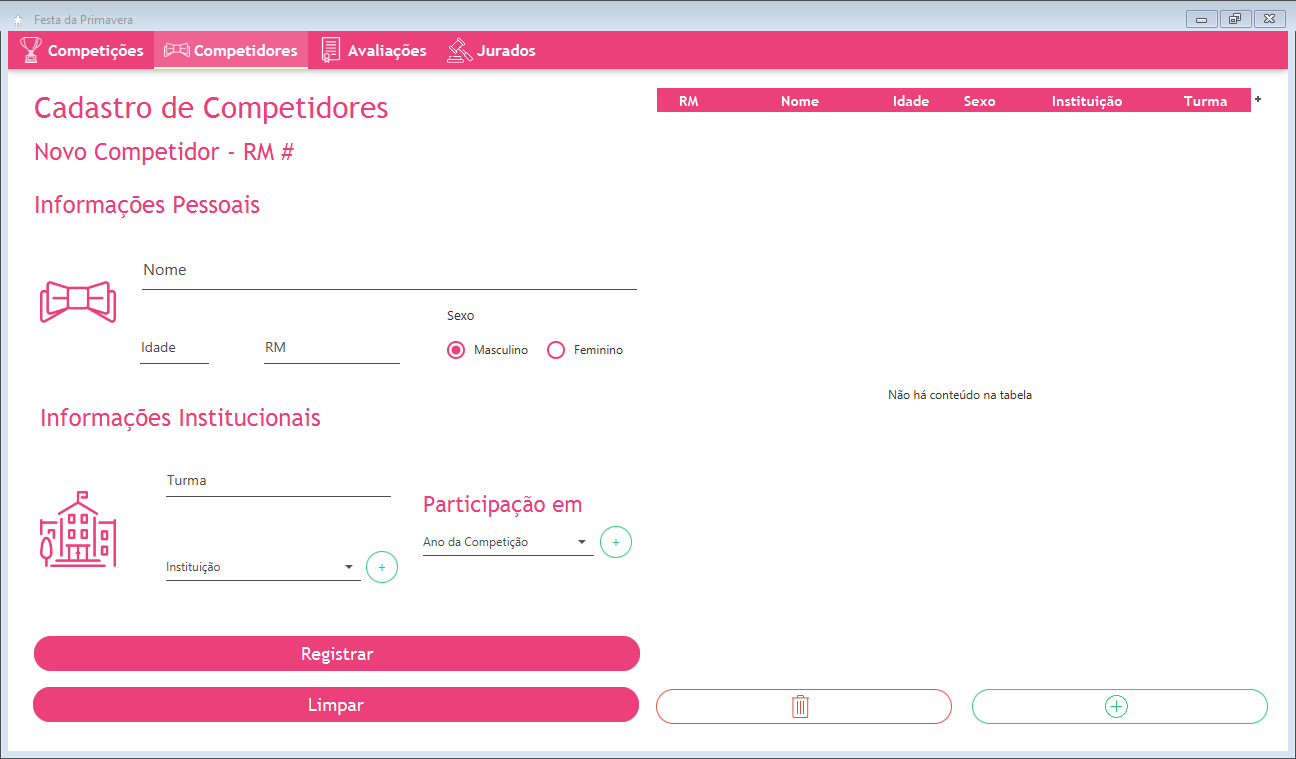 Festa da Primavera
Competições Competidores Avaliações Jurados
Cadastro de Competidores
Novo Competidor - RM #
Informações Pessoais
Nome
Sexo
Idade RM
Masculino Feminino
Informações Institucionais
Turma
Participação em
Ano da Competição +
Instituição +
Registrar
Limpar
RM Nome Idade Sexo Instituição Turma +
Não há conteúdo na tabela